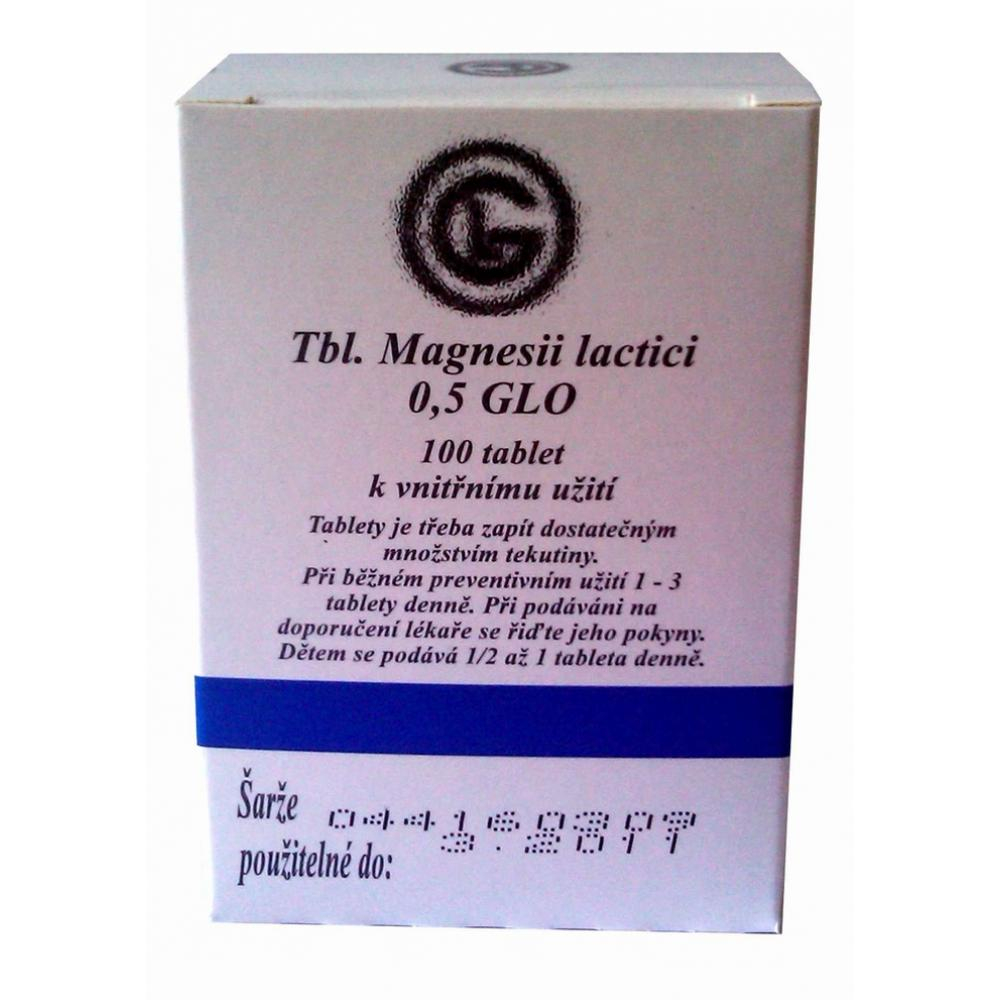 Tbl. Magnesii lactici
0,5 GLO
100 tablet
k vnitřnímu užití
Tablety je třeba zapít dostatečným
množstvím tekutiny.
Při běžném preventivním užití 1 - 3
tablety denně. Při podáváni na
doporučení lékaře se řiďte jeho pokyny.
Dětem se podává 1/2 až 1 tableta denně.
Šarže
použitelné do: